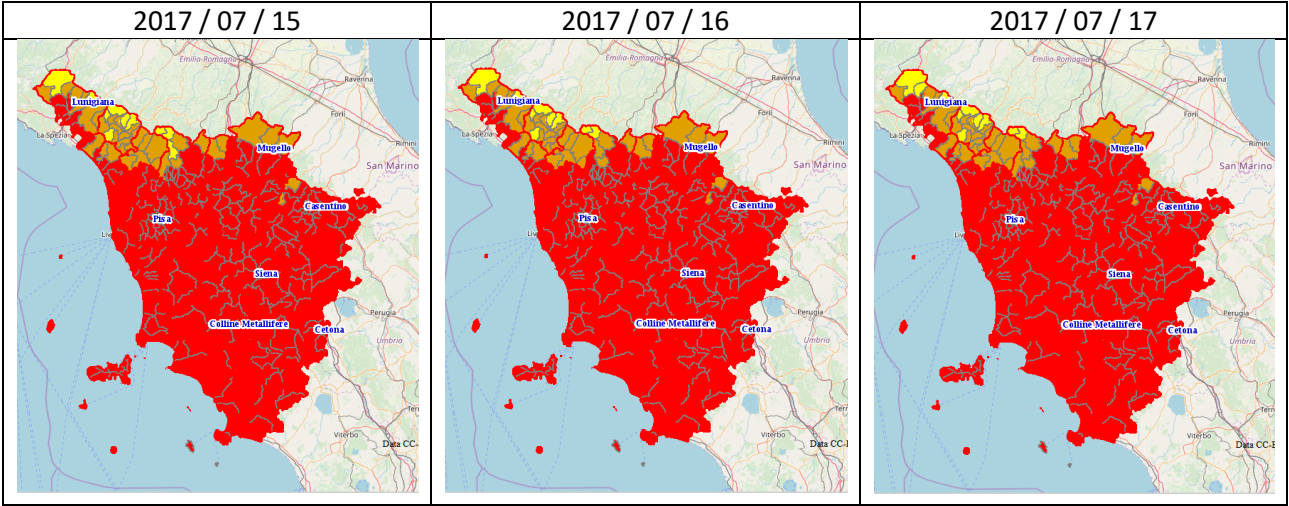 2017 / 07 / 15
2017 / 07 / 16
2017 / 07 / 17
Emilia-Romagna
Ravenna
Forlì
Lunigiana
La Spezia
Rimini
Mugello
San Marino
Casentino
Pisa
Siena
Perugia
Colline Metallifere
Cetona
Umbria
Viterbo
Data CC-
Emilia-Romagna
Ravenna
Forlì
Lunigiana
La Spezia
Rimini
Mugello
San Marino
Casentino
Pisa
Siena
Perugia
Colline Metallifere
Cetona
Umbria
Viterbo
Data CC-
Emilia-Romagna
Ravenna
Forlì
Lunigiana
La Spezia
Rimini
Mugello
San Marino
Casentino
Pisa
Siena
Perugia
Colline Metallifere
Cetona
Umbria
Viterbo
Data CC-